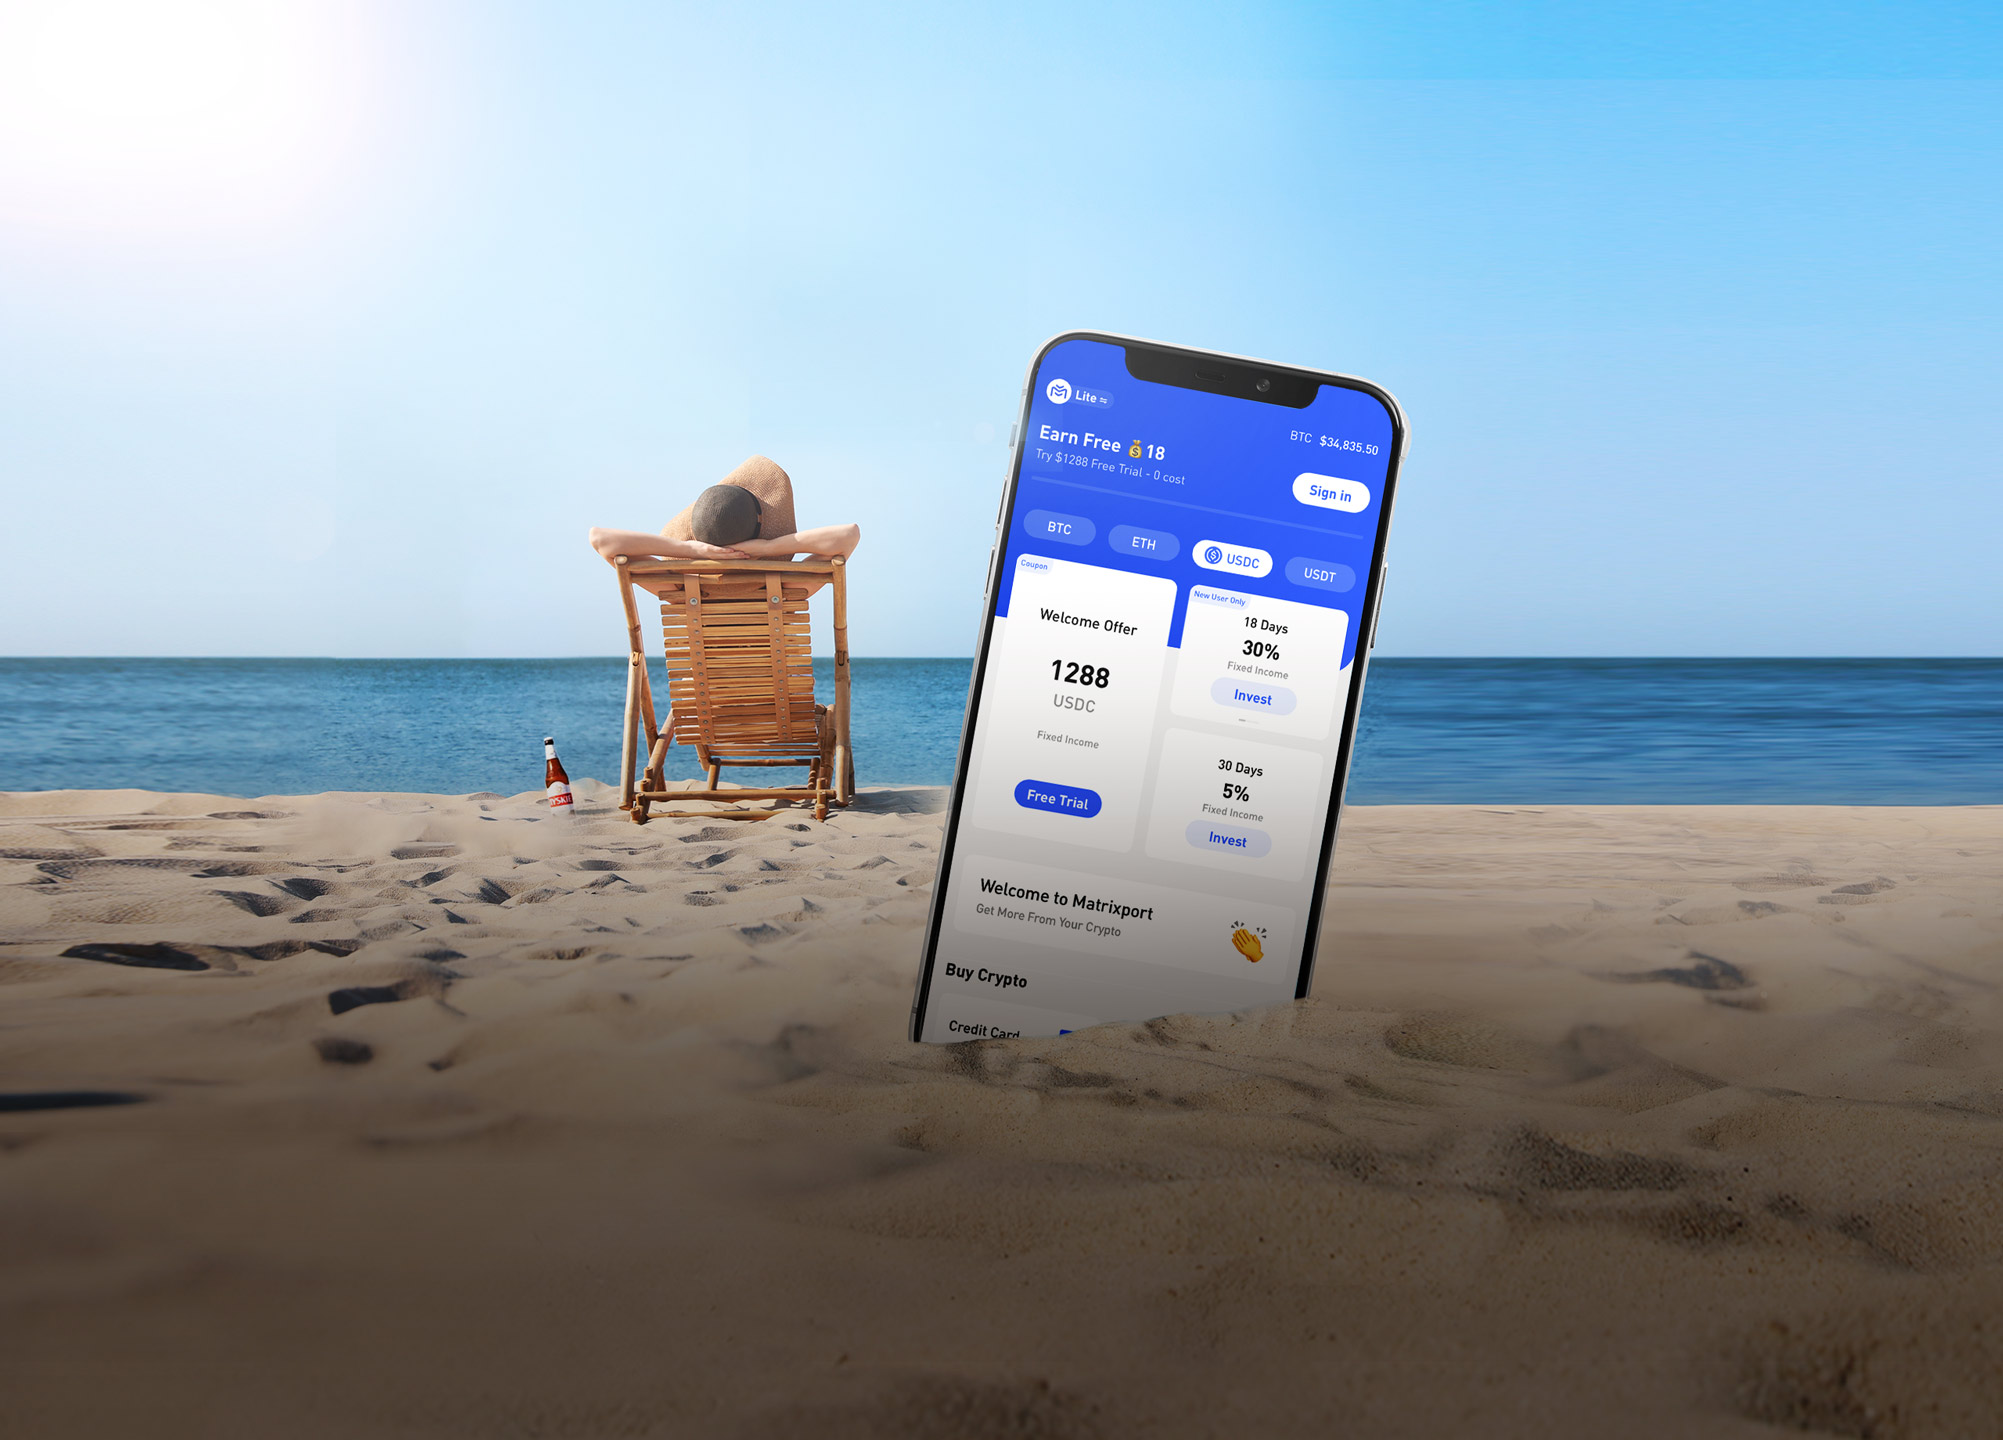 Lite
BTC $34,835.50
Earn Free 💰18
Try $1288 Free Trial - 0 cost
Sign in
BTC
ETH
USDC
USDT
Coupon
Welcome Offer
1288
USDC
Fixed Income
Free Trial
New User Only
18 Days
30%
Fixed Income
Invest
30 Days
5%
Fixed Income
Invest
Welcome to Matrixport
Get More From Your Crypto
Buy Crypto
Credit Card